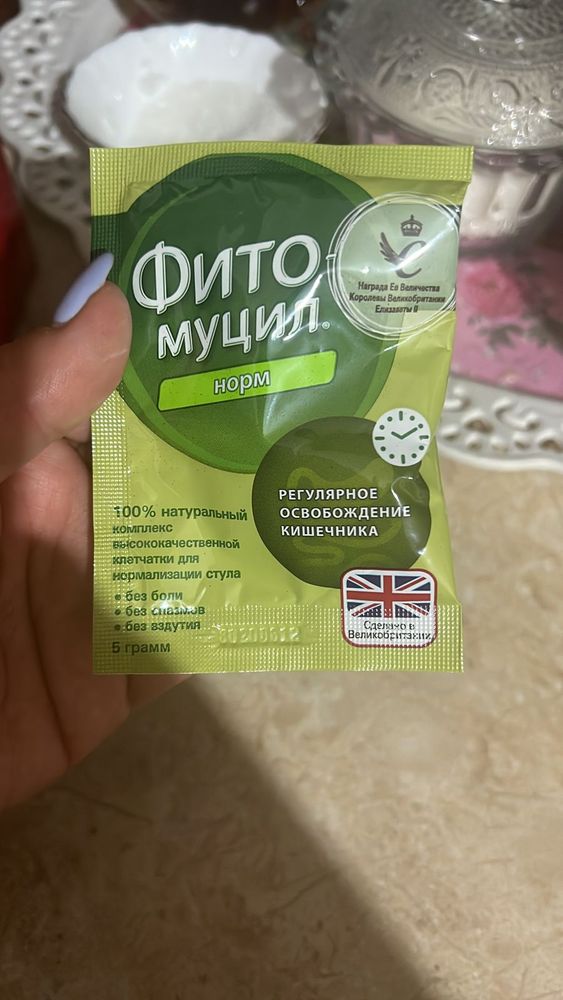 Фито-
муцил®
норм
Награда Её Величества
Королевы Великобритании
Елизаветы II
РЕГУЛЯРНОЕ
ОСВОБОЖДЕНИЕ
КИШЕЧНИКА
100% натуральный
комплекс
высококачественной
клетчатки для
нормализации стула
• без боли
• без спазмов
• без вздутия
5 грамм
Сделано в
Великобритании